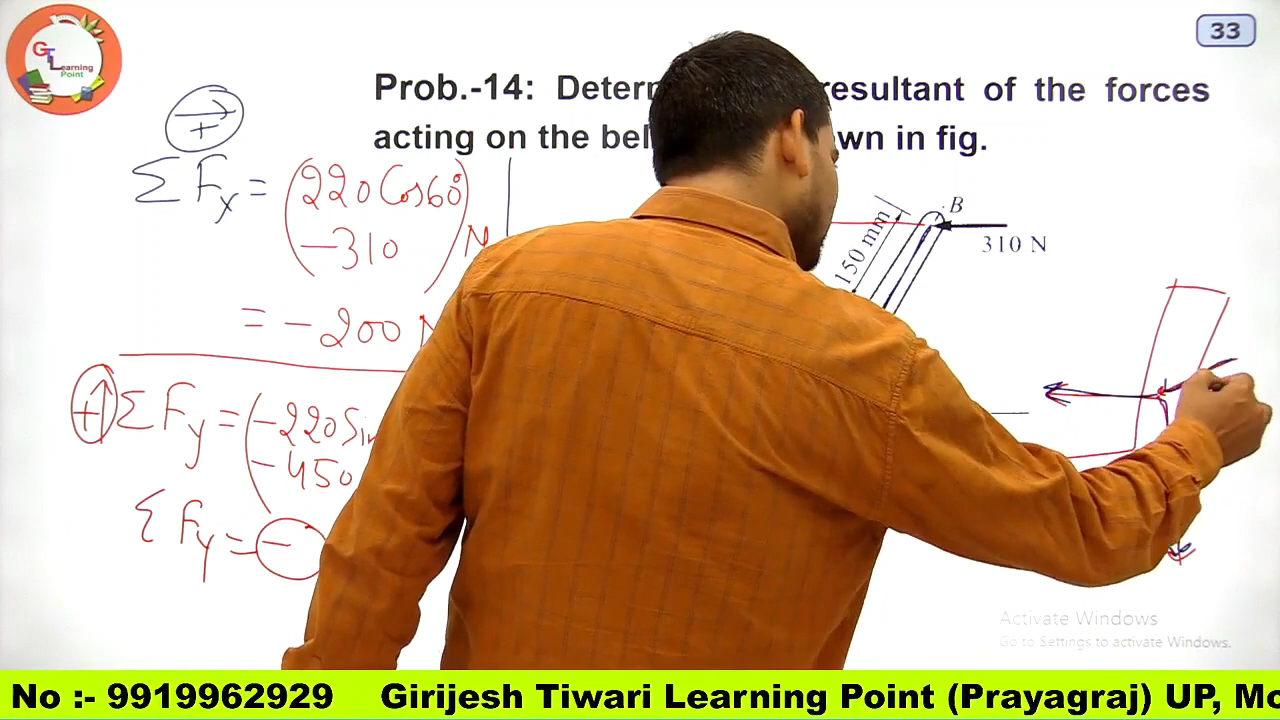 GT Learning
Point
33
Prob.-14: Deter resultant of the forces
acting on the bel wn in fig.
→
+
ΣFx = (220 Cos60°
-310) N
= -200 N
+↑ ΣFy = (-220 Sin
-450
ΣFy = -
150 mm
B
310 N
Activate Windows
Go to Settings to activate Windows.
No :- 9919962929 Girijesh Tiwari Learning Point (Prayagraj) UP, Mo